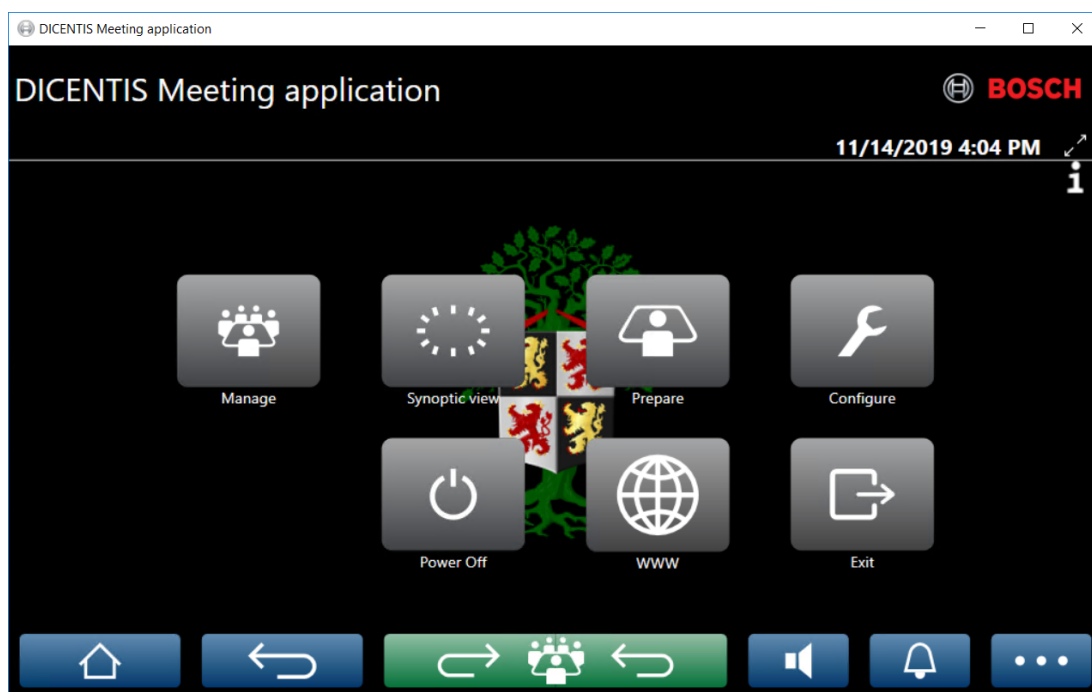 DICENTIS Meeting application
DICENTIS Meeting application
BOSCH
11/14/2019 4:04 PM
Manage
Synoptic view
Prepare
Configure
Power Off
WWW
Exit